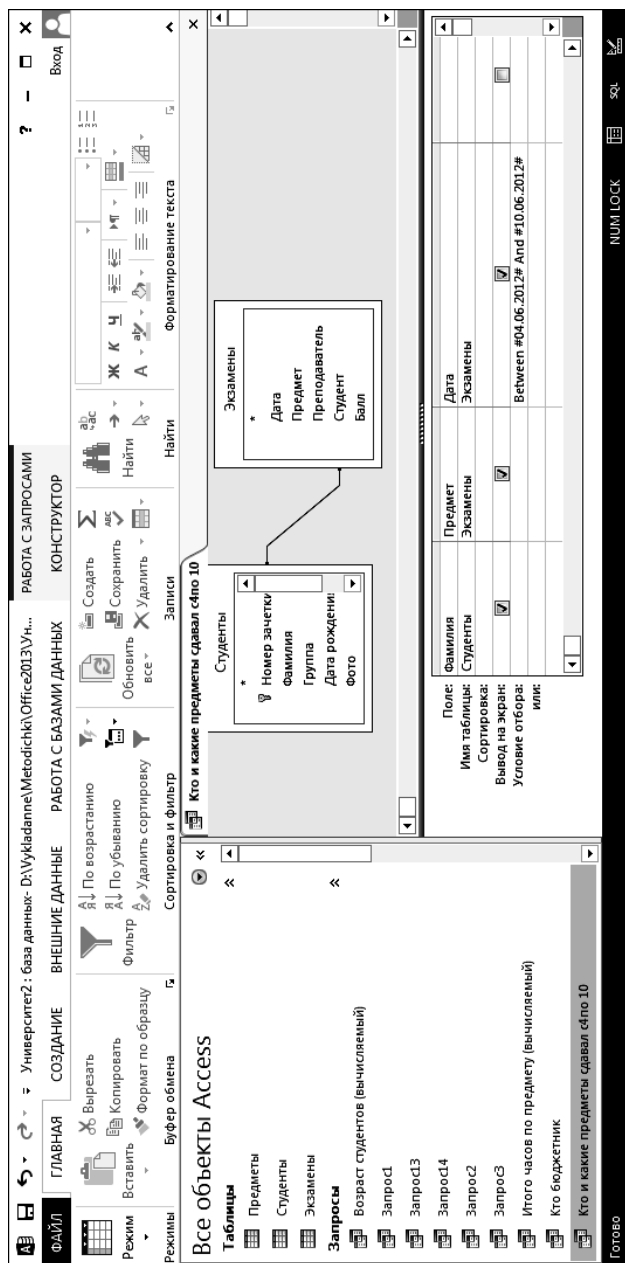 Университет2 : база данных- D:\Vykladanne\Metodichki\Office2013\Ун...
РАБОТА С ЗАПРОСАМИ
?
Вход
ФАЙЛ
ГЛАВНАЯ
СОЗДАНИЕ
ВНЕШНИЕ ДАННЫЕ
РАБОТА С БАЗАМИ ДАННЫХ
КОНСТРУКТОР
Режим
Режимы
Вставить
Вырезать
Копировать
Формат по образцу
Буфер обмена
Фильтр
По возрастанию
По убыванию
Удалить сортировку
Сортировка и фильтр
Обновить
все
Создать
Сохранить
Удалить
Записи
Найти
Найти
Ж К Ч
Форматирование текста
Все объекты Access
Таблицы
Предметы
Студенты
Экзамены
Запросы
Возраст студентов (вычисляемый)
Запрос1
Запрос13
Запрос14
Запрос2
Запрос3
Итого часов по предмету (вычисляемый)
Кто бюджетник
Кто и какие предметы сдавал с4по 10
Кто и какие предметы сдавал с4по 10
Студенты
*
Номер зачетки
Фамилия
Группа
Дата рождения
Фото
Экзамены
*
Дата
Предмет
Преподаватель
Студент
Балл
Поле: Фамилия Предмет Дата
Имя таблицы: Студенты Экзамены Экзамены
Сортировка:
Вывод на экран:
Условие отбора: Between #04.06.2012# And #10.06.2012#
или:
Готово
NUM LOCK
SQL